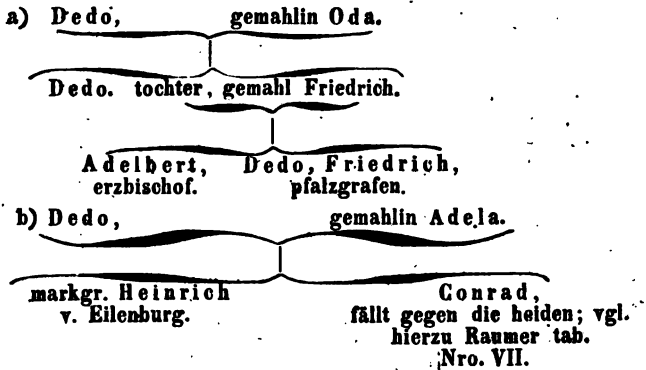 a) Dedo, gemahlin Oda.
Dedo. tochter, gemahl Friedrich.
Adelbert, Dedo, Friedrich,
erzbischof. pfalzgrafen.
b) Dedo, gemahlin Adela.
markgr. Heinrich Conrad,
v. Eilenburg. fällt gegen die heiden; vgl.
hierzu Raumer tab.
Nro. VII.